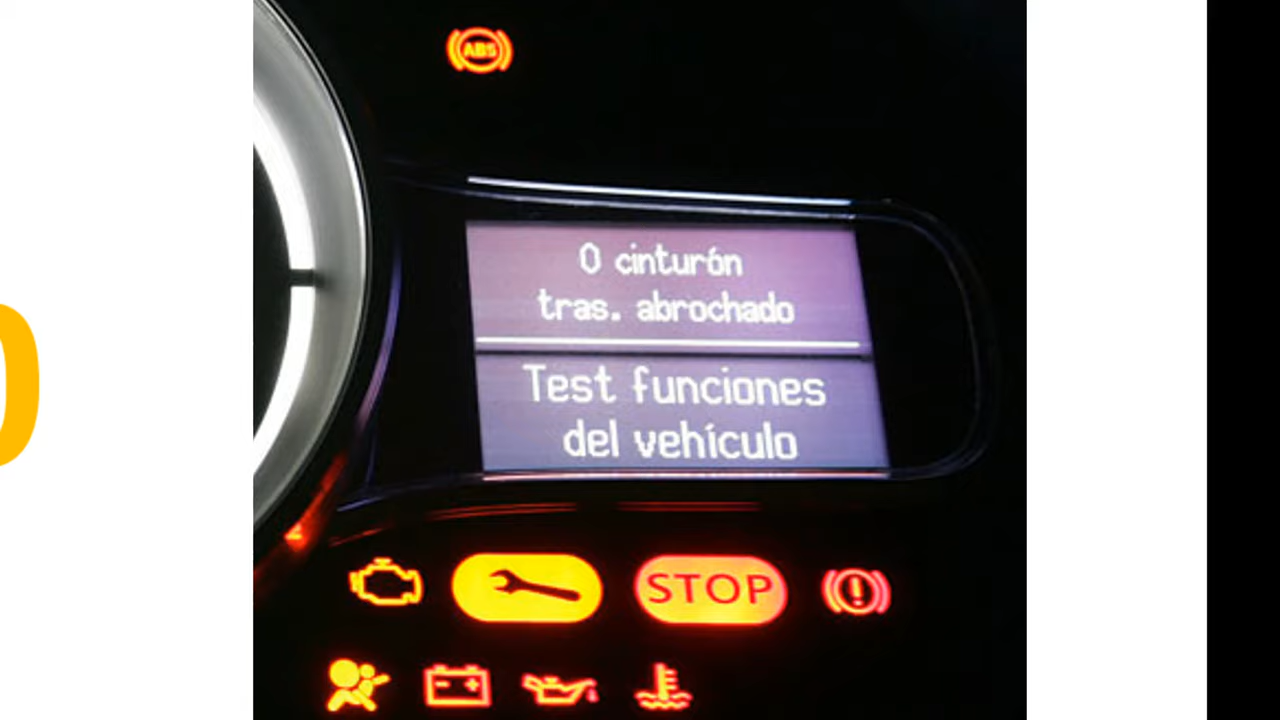 ABS
0 cinturón
tras. abrochado
Test funciones
del vehículo
STOP